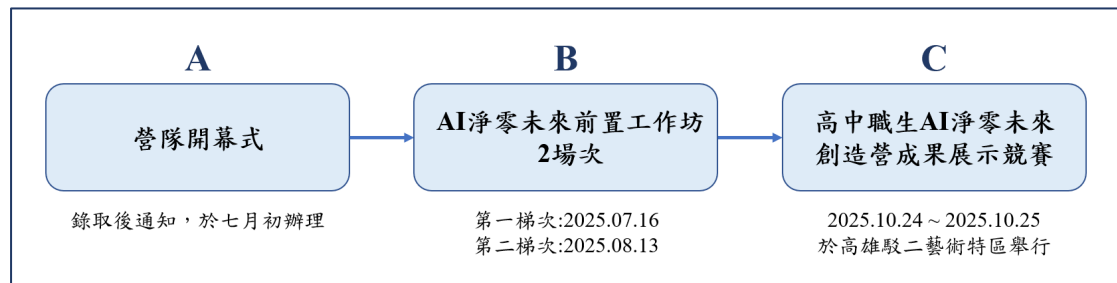 A
營隊開幕式
錄取後通知，於七月初辦理
B
AI淨零未來前置工作坊
2場次
第一梯次:2025.07.16
第二梯次:2025.08.13
C
高中職生AI淨零未來
創造營成果展示競賽
2025.10.24 ~ 2025.10.25
於高雄駁二藝術特區舉行